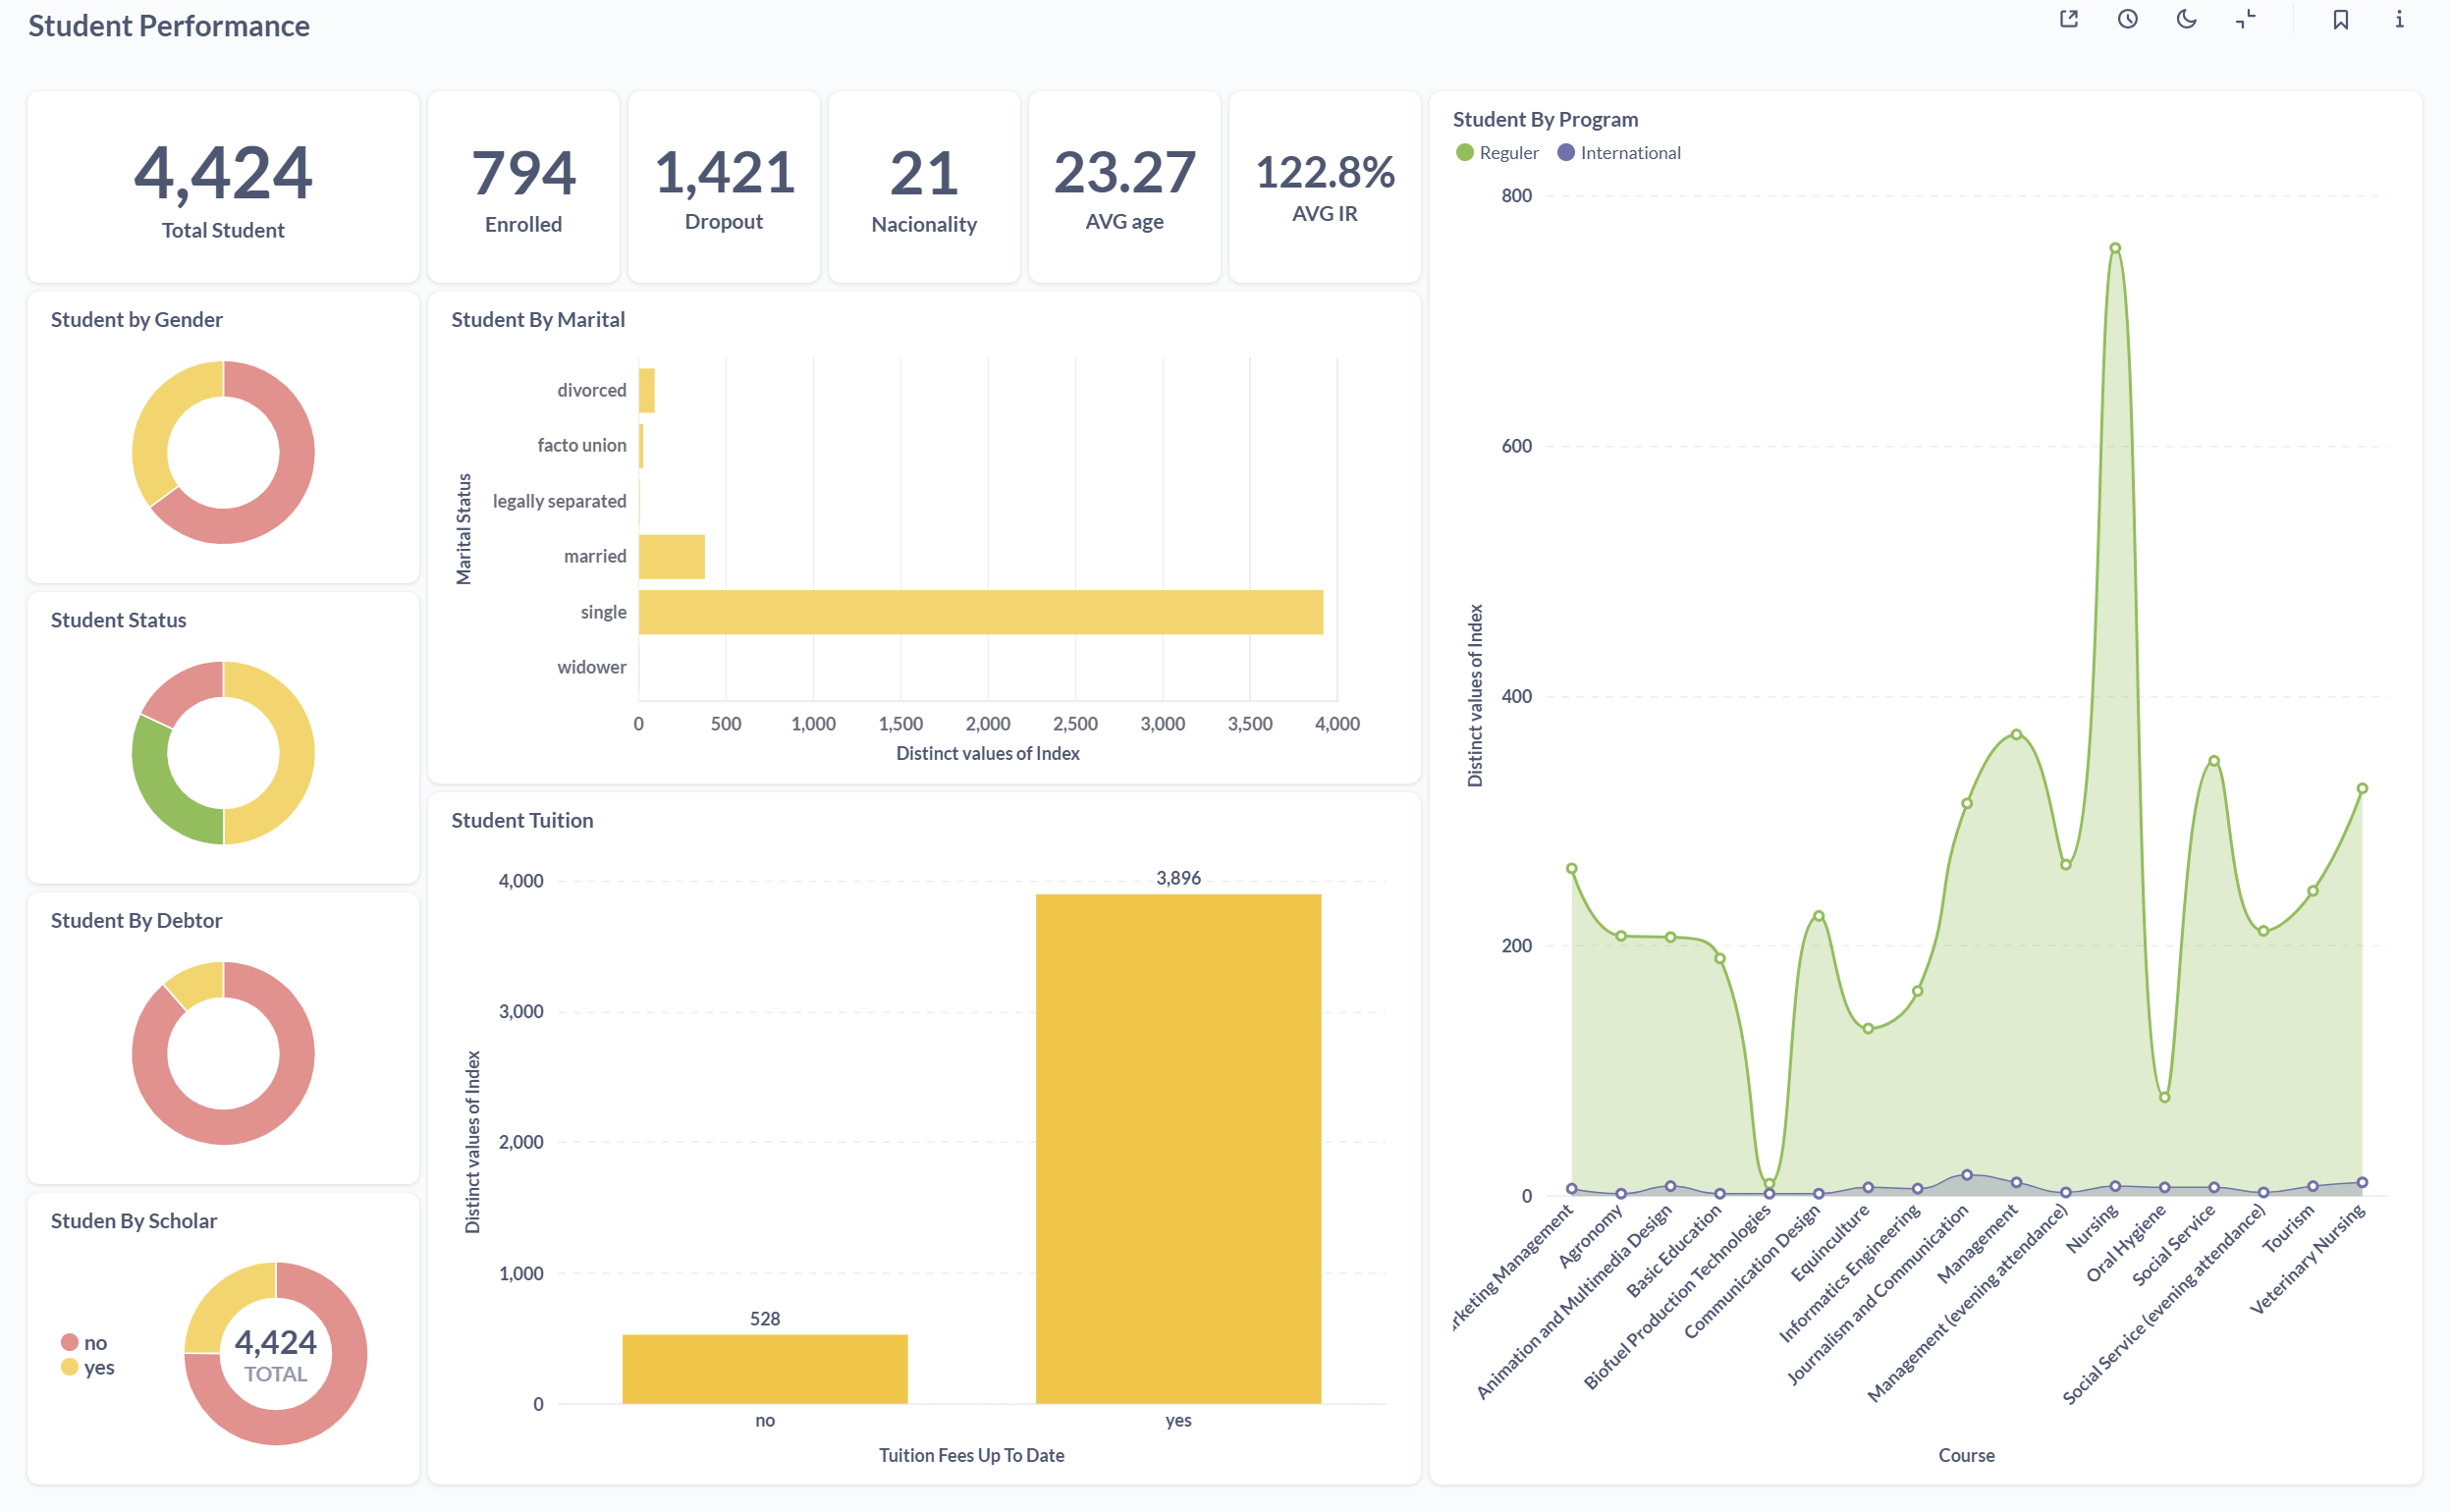 Student Performance
4,424
Total Student
794
Enrolled
1,421
Dropout
21
Nacionality
23.27
AVG age
122.8%
AVG IR
Student by Gender
Student Status
Student By Debtor
Studen By Scholar
no
yes
4,424
TOTAL
Student By Marital
Marital Status
divorced
facto union
legally separated
married
single
widower
0 500 1,000 1,500 2,000 2,500 3,000 3,500 4,000
Distinct values of Index
Student Tuition
Distinct values of Index
4,000
3,000
2,000
1,000
0
3,896
528
no yes
Tuition Fees Up To Date
Student By Program
Reguler International
Distinct values of Index
800
600
400
200
0
rketing Management
Agronomy
Animation and Multimedia Design
Basic Education
Biofuel Production Technologies
Communication Design
Equinculture
Informatics Engineering
Journalism and Communication
Management
Management (evening attendance)
Nursing
Oral Hygiene
Social Service
Social Service (evening attendance)
Tourism
Veterinary Nursing
Course